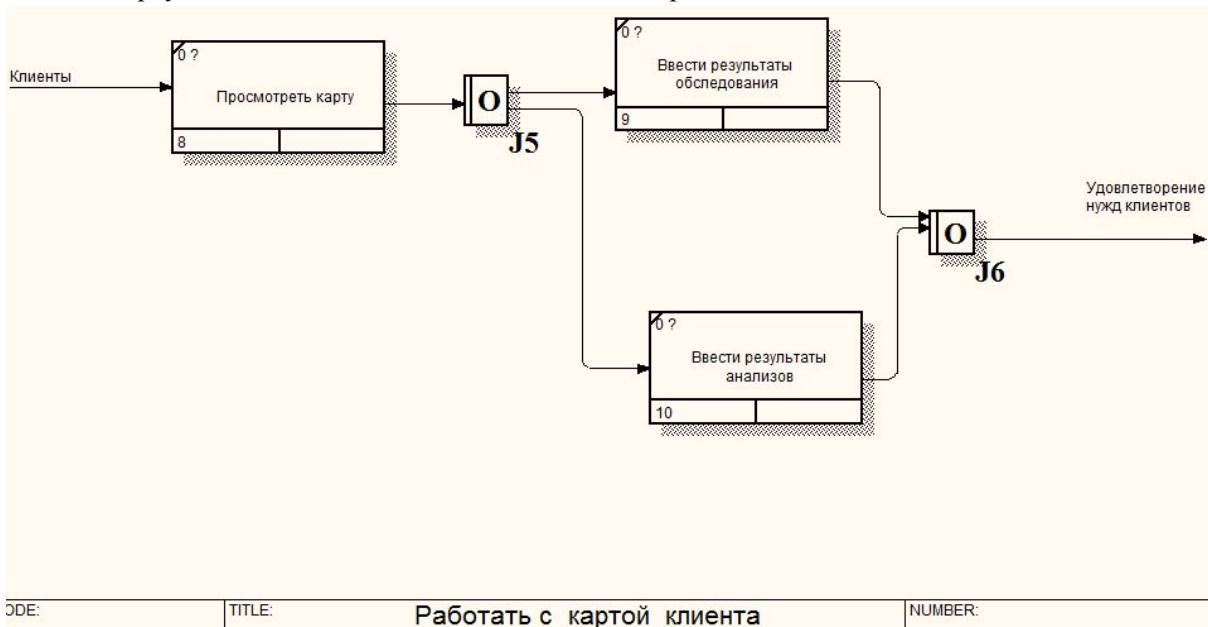 Клиенты
0 ?
Просмотреть карту
8
O
J5
0 ?
Ввести результаты
обследования
9
0 ?
Ввести результаты
анализов
10
O
J6
Удовлетворение
нужд клиентов
ODE:
TITLE:
Работать с картой клиента
NUMBER: